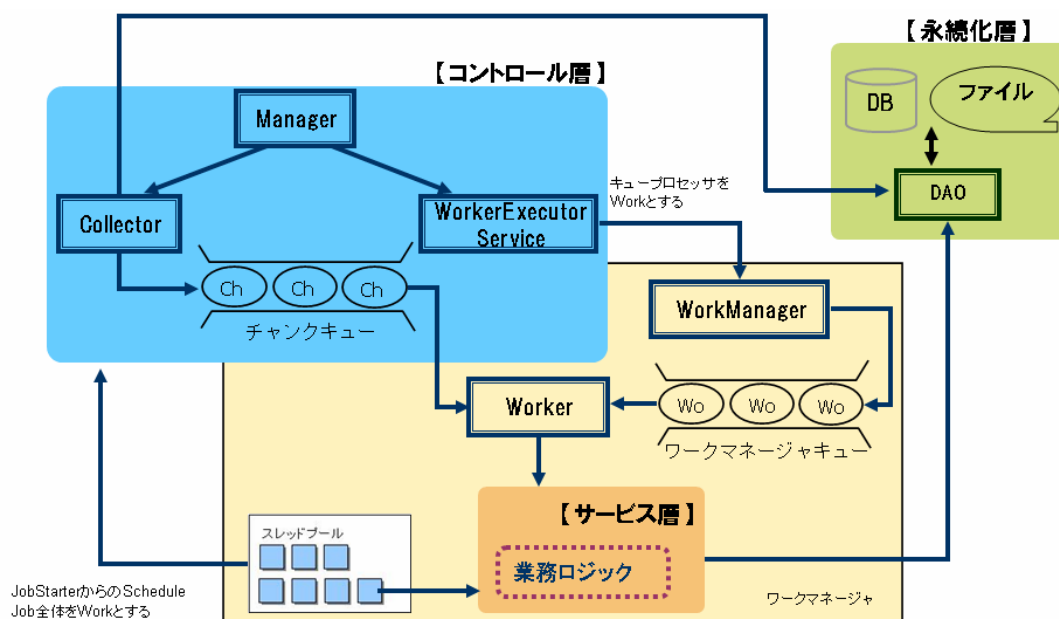 【永続化層】
【コントロール層】
DB
ファイル
Manager
キュープロセッサを
Workとする
DAO
Collector
WorkerExecutor
Service
Ch
Ch
Ch
チャンクキュー
WorkManager
Worker
Wo
Wo
Wo
ワークマネージャキュー
【サービス層】
スレッドプール
業務ロジック
JobStarterからのSchedule
Job全体をWorkとする
ワークマネージャ